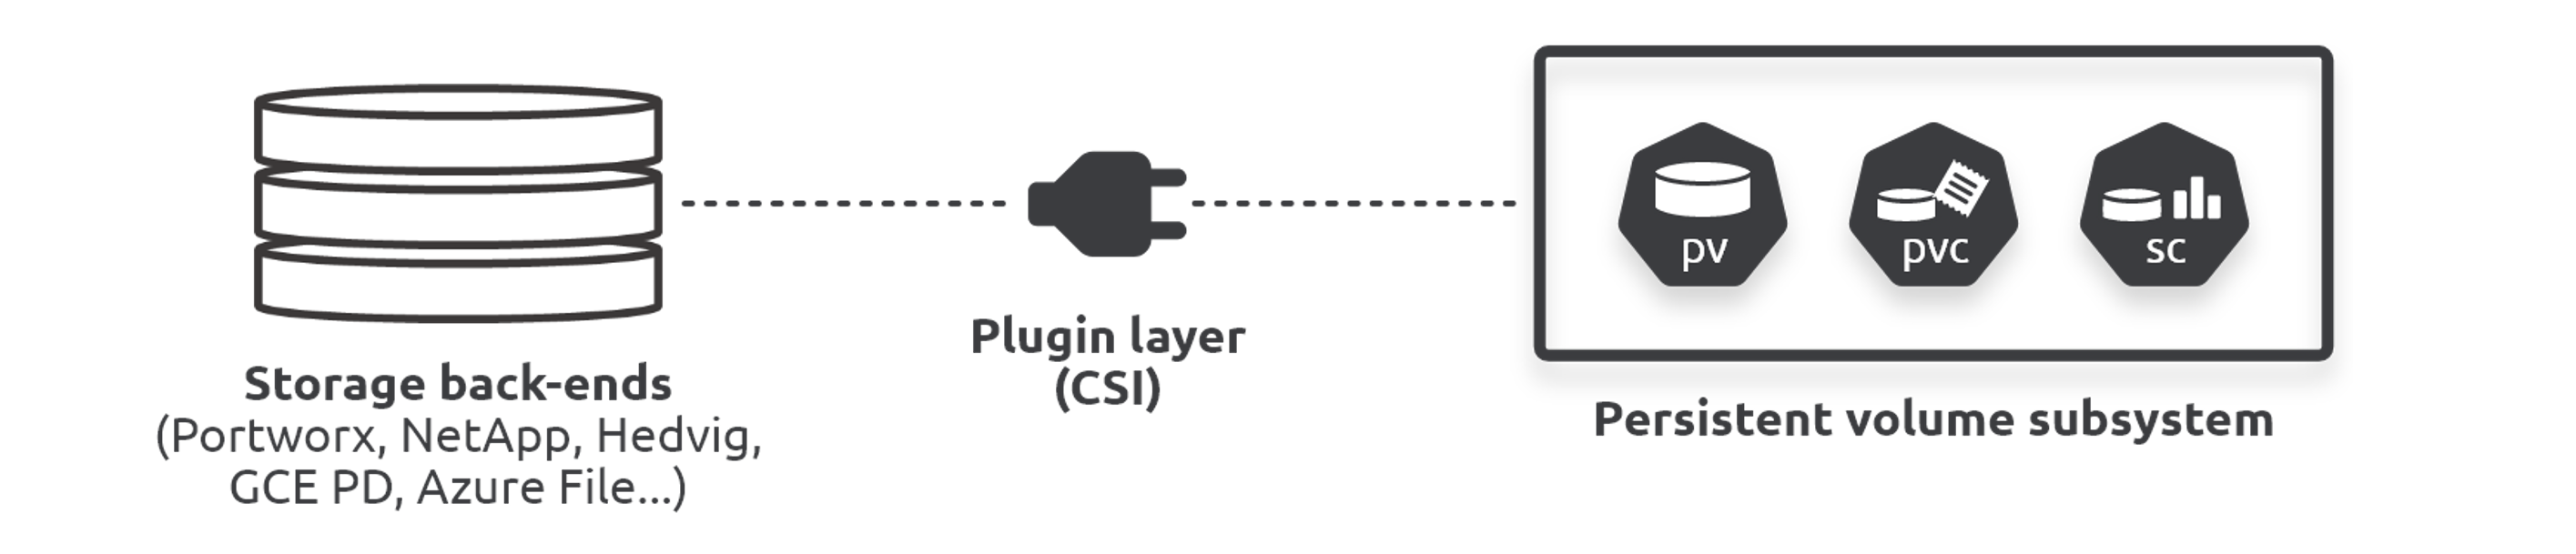 Storage back-ends
(Portworx, NetApp, Hedvig,
GCE PD, Azure File...)
Plugin layer
(CSI)
pv
pvc
sc
Persistent volume subsystem